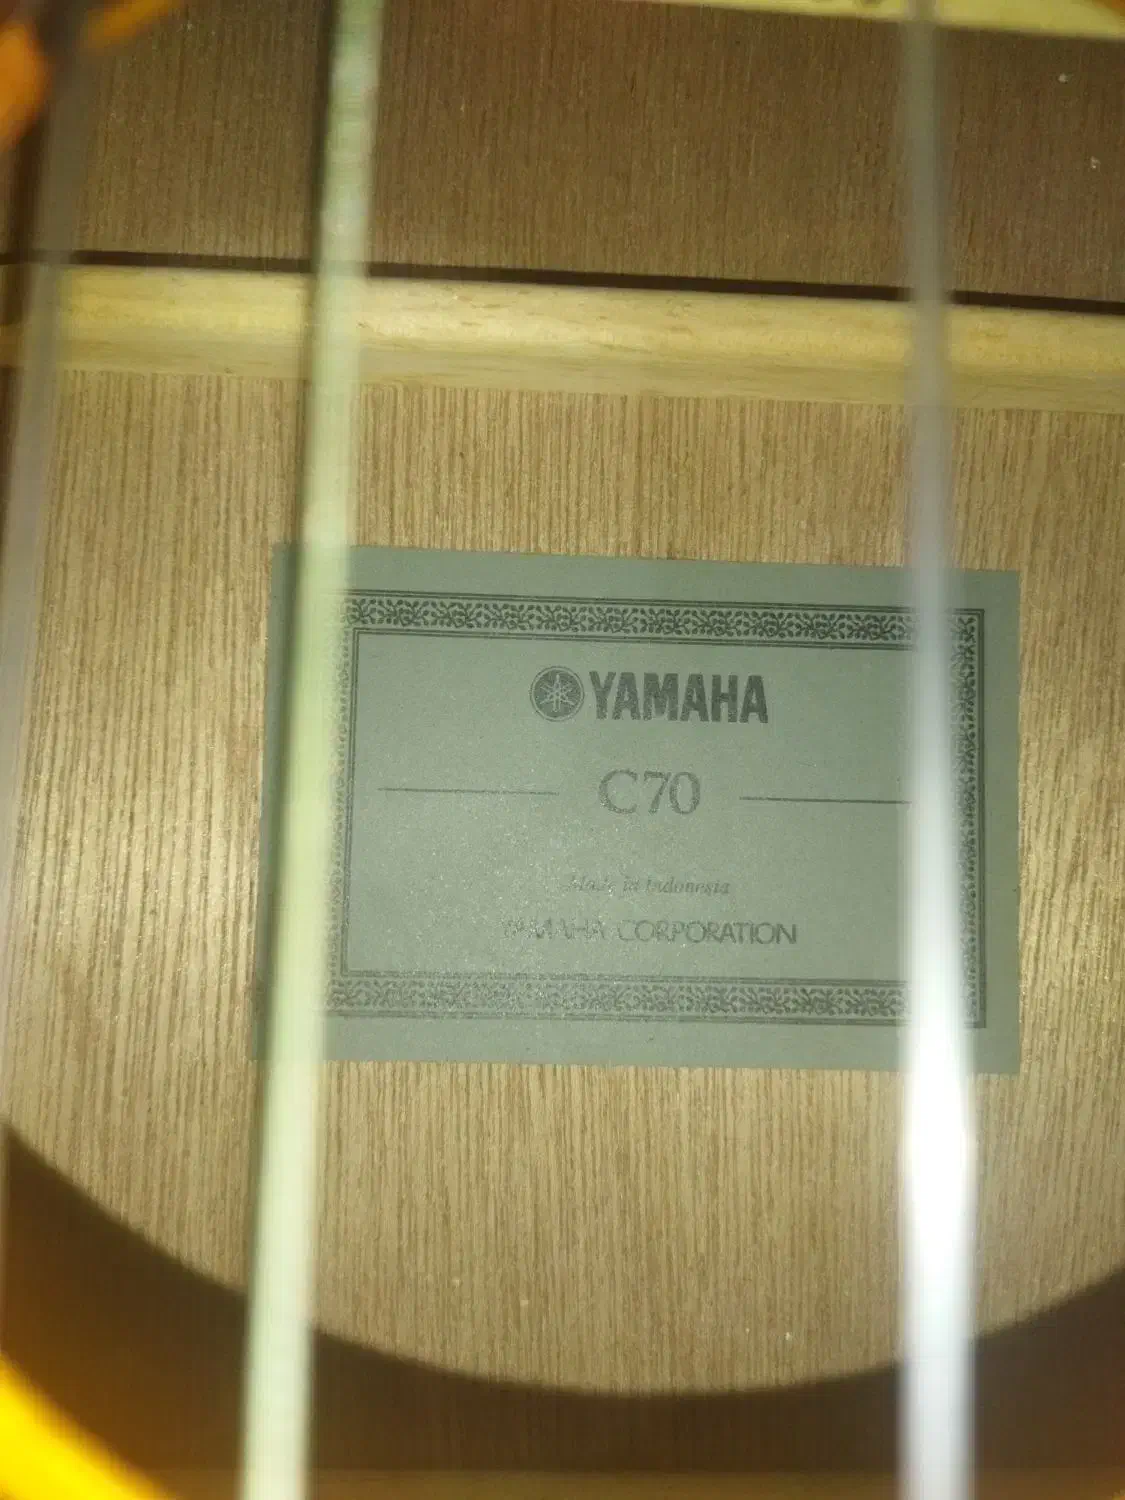 YAMAHA
C70
Made in Indonesia
YAMAHA CORPORATION